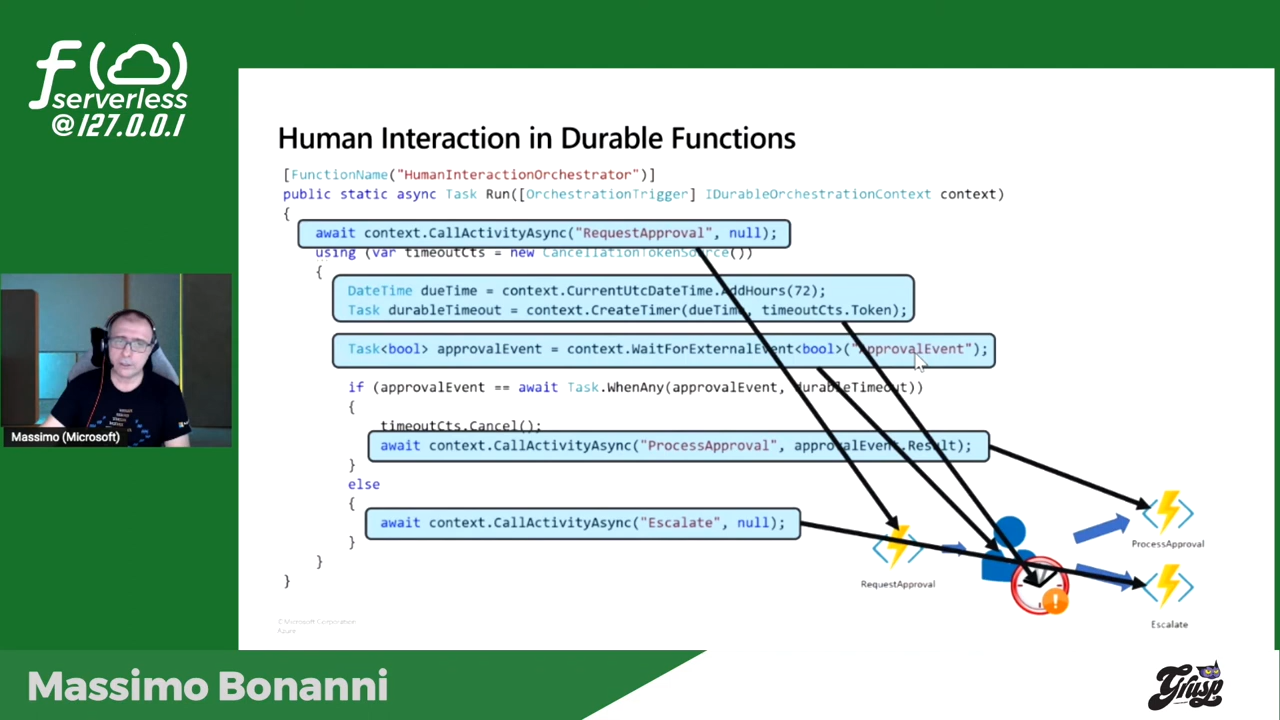 f()
serverless
@127.0.0.1
Human Interaction in Durable Functions
[FunctionName("HumanInteractionOrchestrator")]
public static async Task Run([OrchestrationTrigger] IDurableOrchestrationContext context)
{
await context.CallActivityAsync("RequestApproval", null);
using (var timeoutCts = new CancellationTokenSource())
{
DateTime dueTime = context.CurrentUtcDateTime.AddHours(72);
Task durableTimeout = context.CreateTimer(dueTime, timeoutCts.Token);
Task<bool> approvalEvent = context.WaitForExternalEvent<bool>("ApprovalEvent");
if (approvalEvent == await Task.WhenAny(approvalEvent, durableTimeout))
{
timeoutCts.Cancel();
await context.CallActivityAsync("ProcessApproval", approvalEvent.Result);
}
else
{
await context.CallActivityAsync("Escalate", null);
}
}
}
RequestApproval
ProcessApproval
Escalate
© Microsoft Corporation
Azure
Massimo (Microsoft)
Massimo Bonanni
Grusp